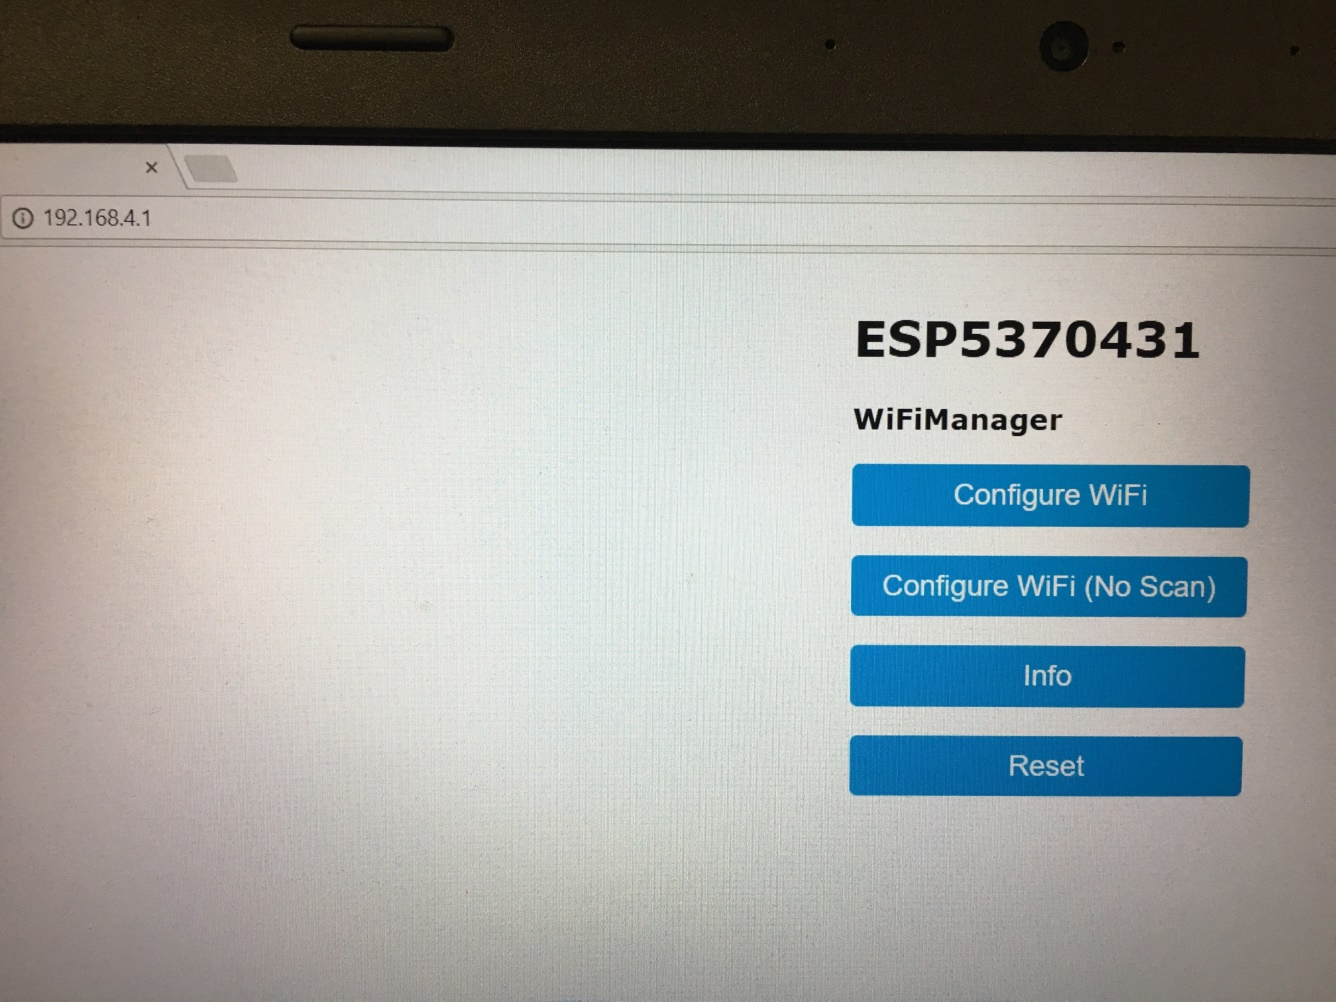 192.168.4.1
ESP5370431
WiFiManager
Configure WiFi
Configure WiFi (No Scan)
Info
Reset